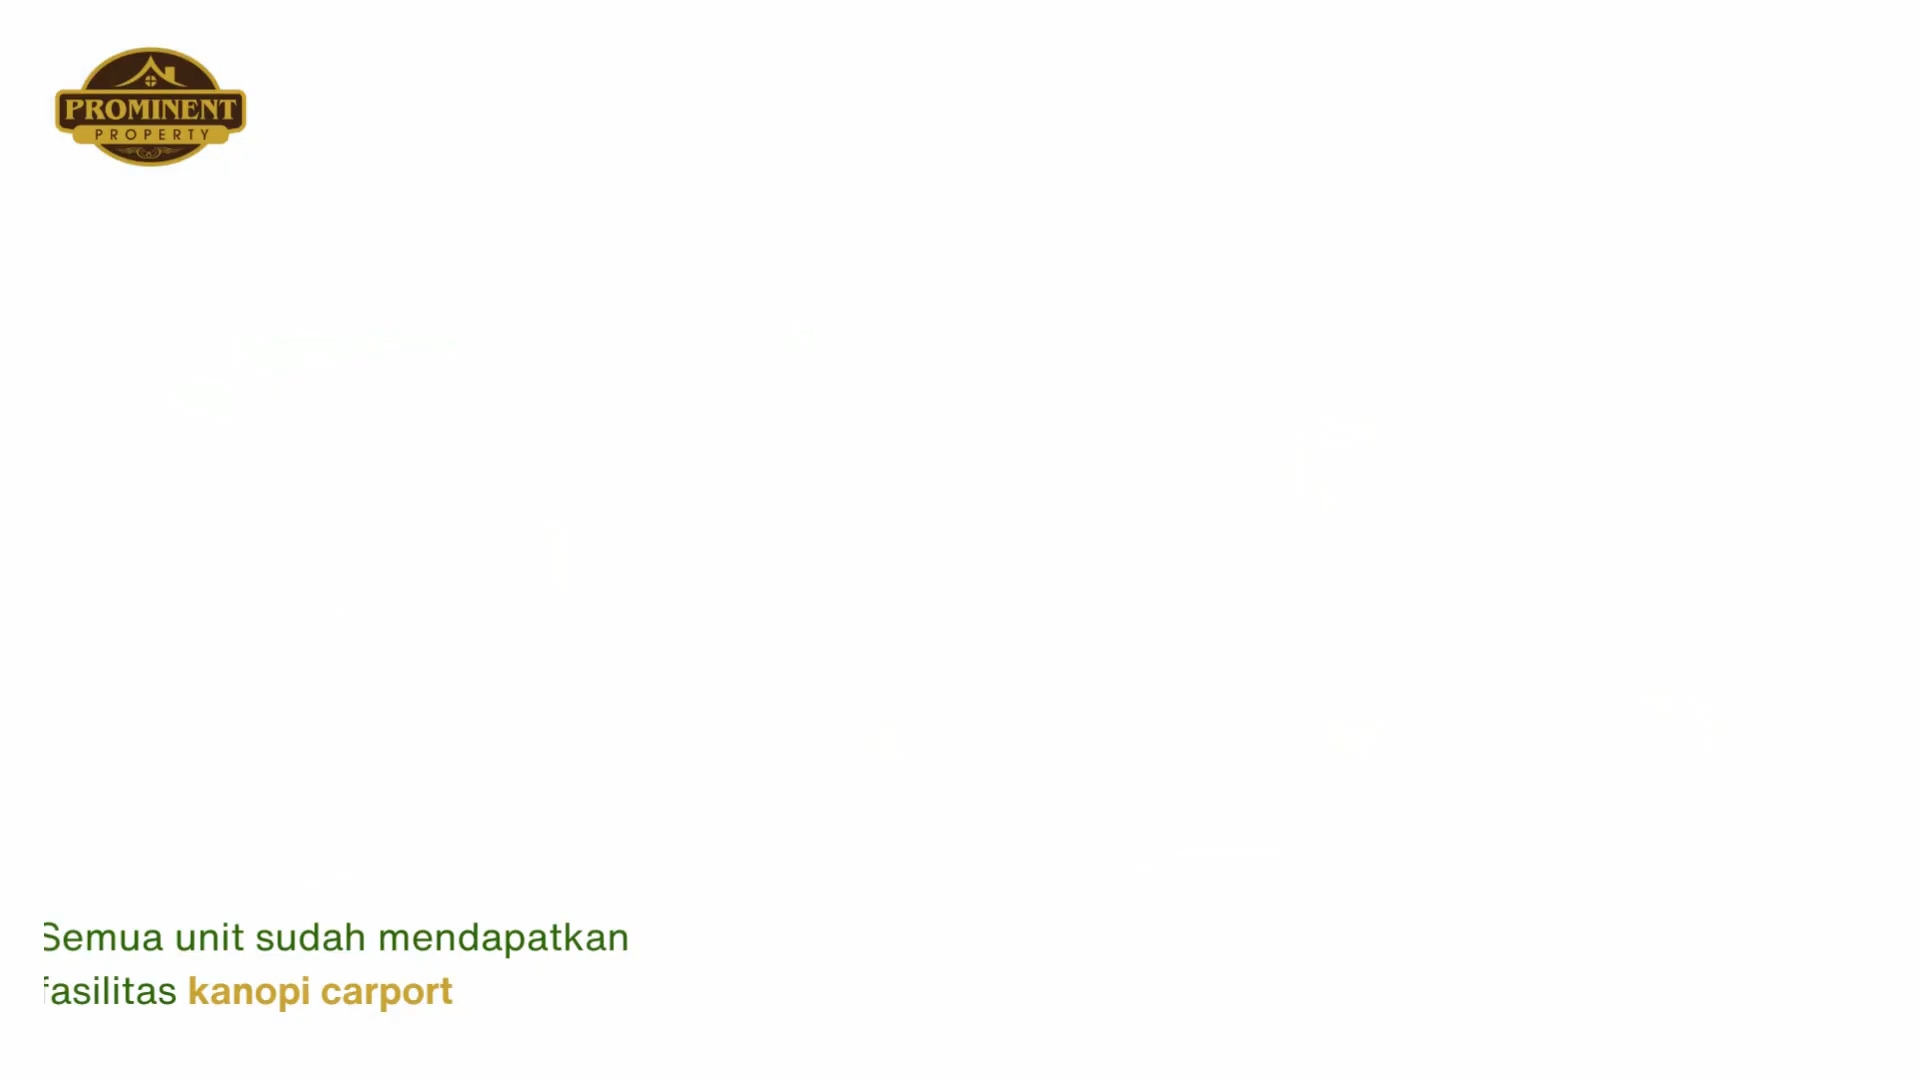 PROMINENT
PROPERTY
Semua unit sudah mendapatkan
fasilitas kanopi carport